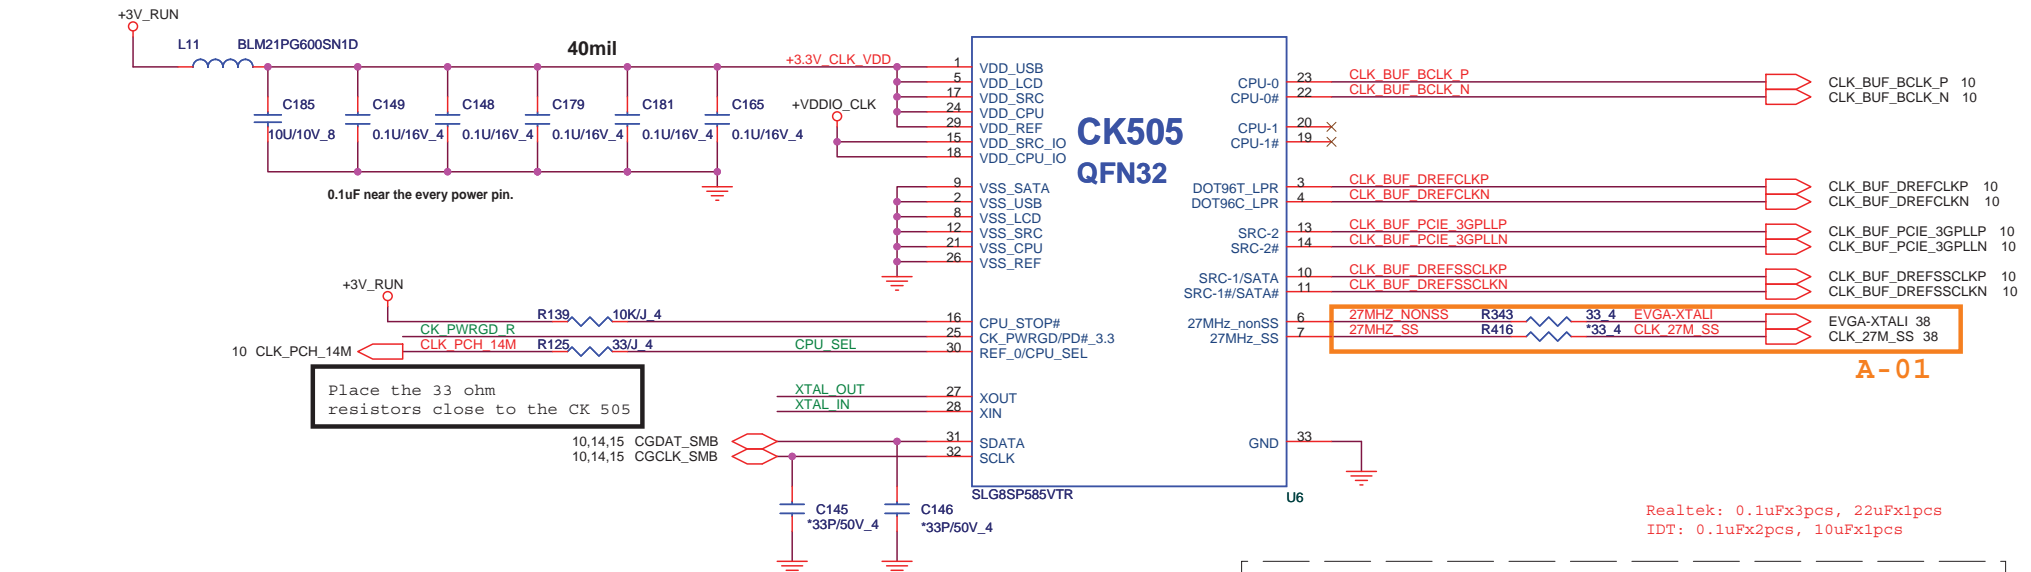 +3V_RUN
L11 BLM21PG600SN1D
40mil
+3.3V_CLK_VDD
C185 C149 C148 C179 C181 C165
10U/10V_8 0.1U/16V_4 0.1U/16V_4 0.1U/16V_4 0.1U/16V_4 0.1U/16V_4
0.1uF near the every power pin.
+VDDIO_CLK
1 VDD_USB
5 VDD_LCD
17 VDD_SRC
24 VDD_CPU
29 VDD_REF
15 VDD_SRC_IO
18 VDD_CPU_IO
9 VSS_SATA
2 VSS_USB
8 VSS_LCD
12 VSS_SRC
21 VSS_CPU
26 VSS_REF
CK505
QFN32
+3V_RUN
R139 10K/J_4 16 CPU_STOP#
CK_PWRGD_R 25 CK_PWRGD/PD#_3.3
10 CLK_PCH_14M CLK_PCH_14M R125 33/J_4 CPU_SEL 30 REF_0/CPU_SEL
Place the 33 ohm
resistors close to the CK 505
XTAL_OUT 27 XOUT
XTAL_IN 28 XIN
10,14,15 CGDAT_SMB 31 SDATA
10,14,15 CGCLK_SMB 32 SCLK
C145 C146
*33P/50V_4 *33P/50V_4
SLG8SP585VTR
U6
CPU-0 23 CLK_BUF_BCLK_P CLK_BUF_BCLK_P 10
CPU-0# 22 CLK_BUF_BCLK_N CLK_BUF_BCLK_N 10
CPU-1 20
CPU-1# 19
DOT96T_LPR 3 CLK_BUF_DREFCLKP CLK_BUF_DREFCLKP 10
DOT96C_LPR 4 CLK_BUF_DREFCLKN CLK_BUF_DREFCLKN 10
SRC-2 13 CLK_BUF_PCIE_3GPLLP CLK_BUF_PCIE_3GPLLP 10
SRC-2# 14 CLK_BUF_PCIE_3GPLLN CLK_BUF_PCIE_3GPLLN 10
SRC-1/SATA 10 CLK_BUF_DREFSSCLKP CLK_BUF_DREFSSCLKP 10
SRC-1#/SATA# 11 CLK_BUF_DREFSSCLKN CLK_BUF_DREFSSCLKN 10
27MHz_nonSS 6 27MHZ_NONSS R343 33_4 EVGA-XTALI EVGA-XTALI 38
27MHz_SS 7 27MHZ_SS R416 *33_4 CLK_27M_SS CLK_27M_SS 38
A-01
GND 33
Realtek: 0.1uFx3pcs, 22uFx1pcs
IDT: 0.1uFx2pcs, 10uFx1pcs